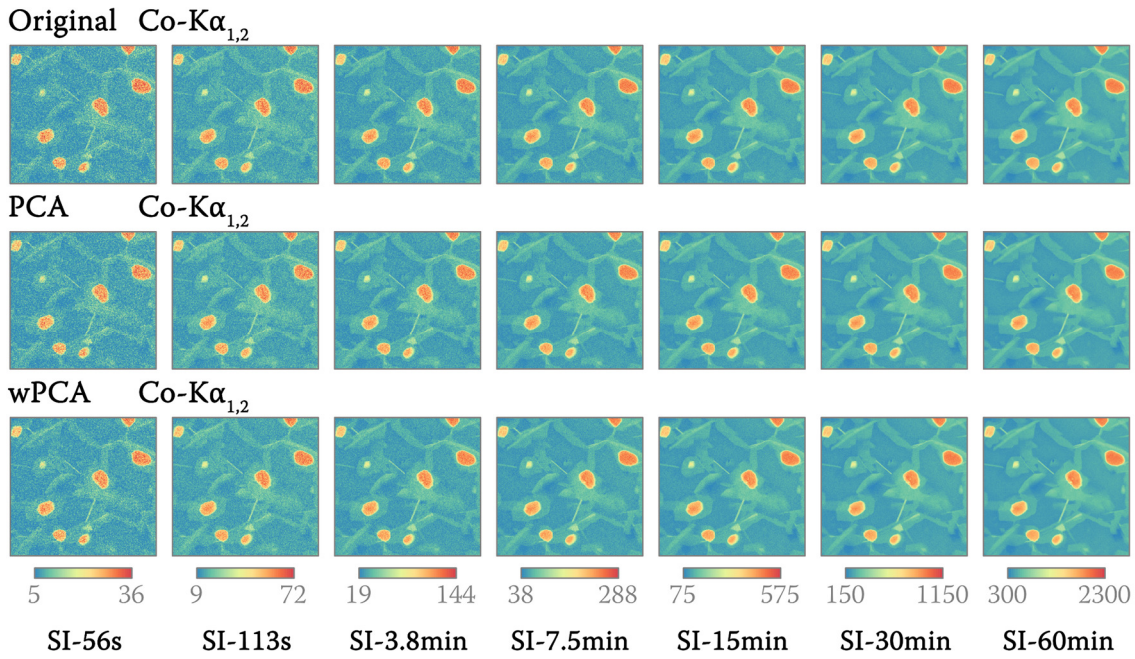 Original Co-Kα1,2
PCA Co-Kα1,2
wPCA Co-Kα1,2
5 36 9 72 19 144 38 288 75 575 150 1150 300 2300
SI-56s SI-113s SI-3.8min SI-7.5min SI-15min SI-30min SI-60min